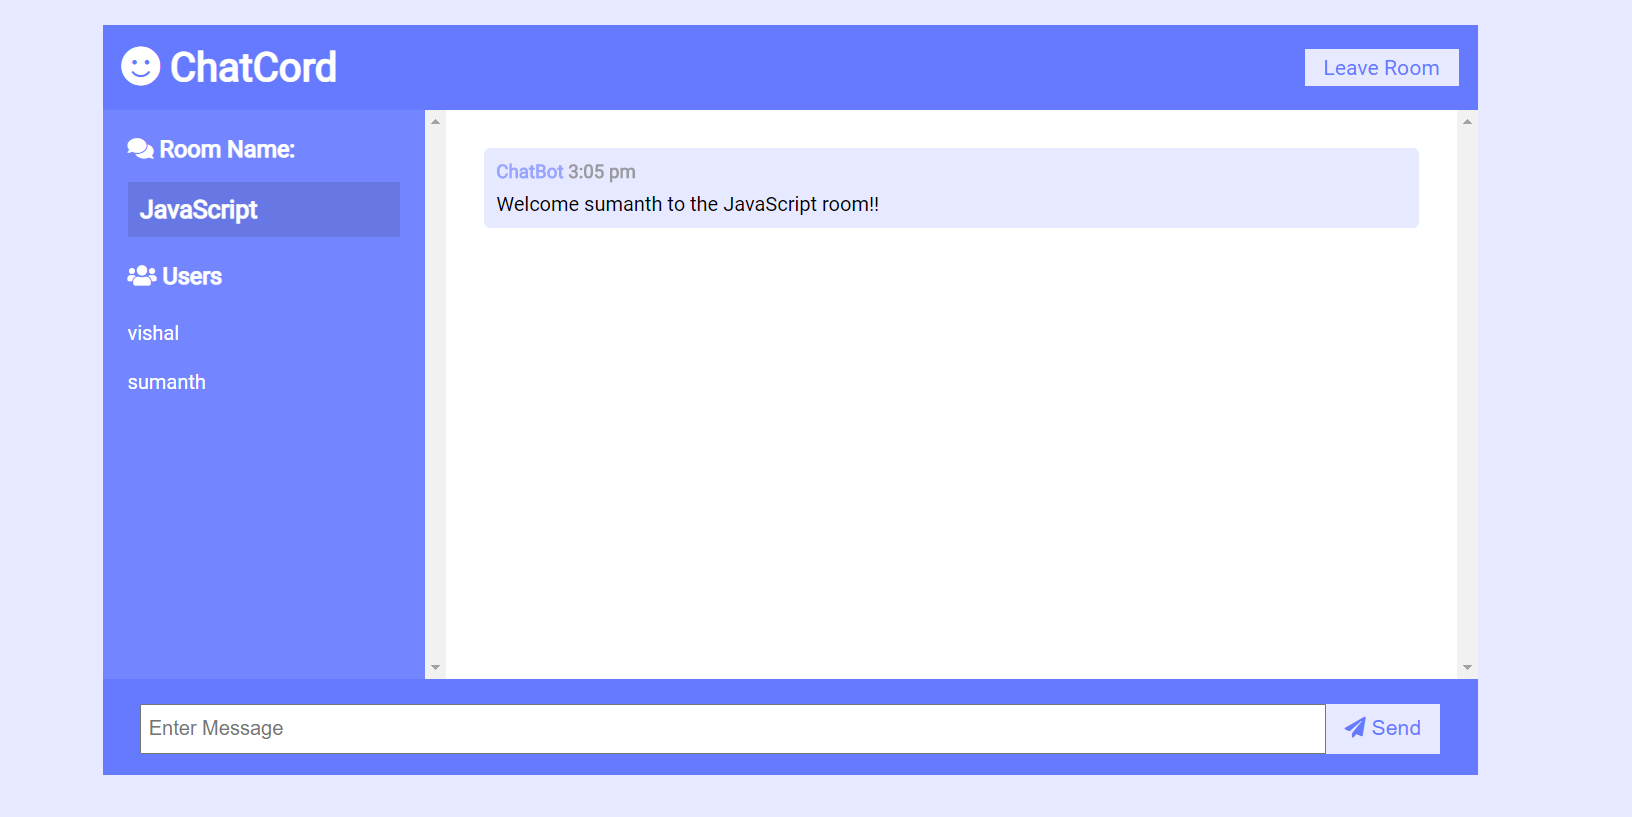 ChatCord
Leave Room
Room Name:
JavaScript
Users
vishal
sumanth
ChatBot 3:05 pm
Welcome sumanth to the JavaScript room!!
Enter Message
Send